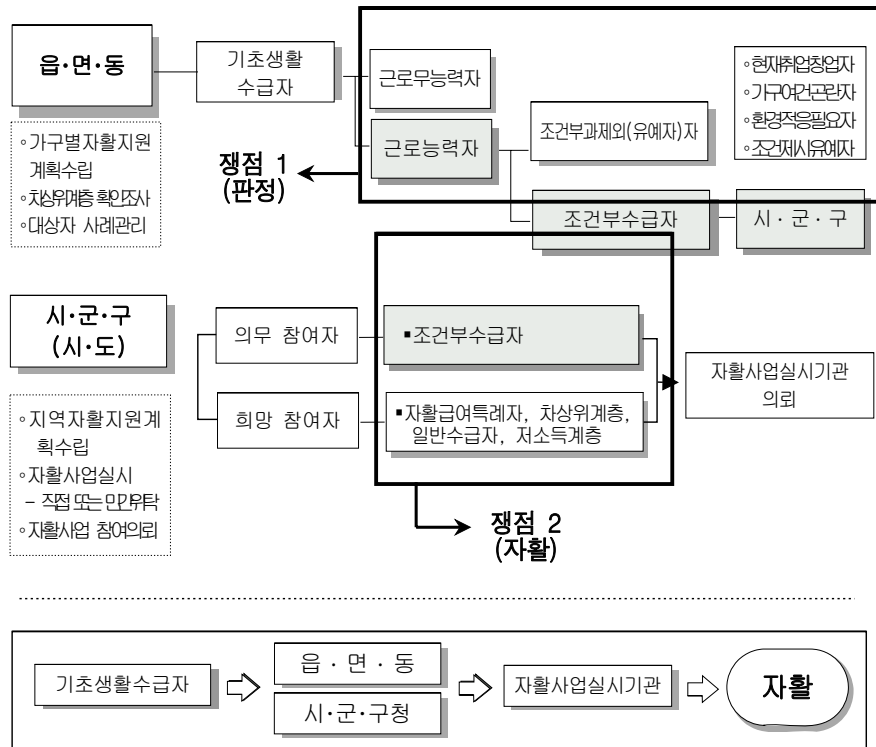 읍·면·동
기초생활
수급자
근로무능력자
근로능력자
조건부과제외(유예자)자
◦현재취업창업자
◦가구여건곤란자
◦환경적응필요자
◦조건제시유예자
◦가구별자활지원
계획수립
◦차상위계층 확인조사
◦대상자 사례관리
쟁점 1
(판정)
조건부수급자
시·군·구
시·군·구
(시·도)
의무 참여자
▪조건부수급자
희망 참여자
▪자활급여특례자, 차상위계층,
일반수급자, 저소득계층
자활사업실시기관
의뢰
◦지역자활지원계
획수립
◦자활사업실시
- 직접 또는 민간위탁
◦자활사업 참여의뢰
쟁점 2
(자활)
기초생활수급자
읍·면·동
시·군·구청
자활사업실시기관
자활